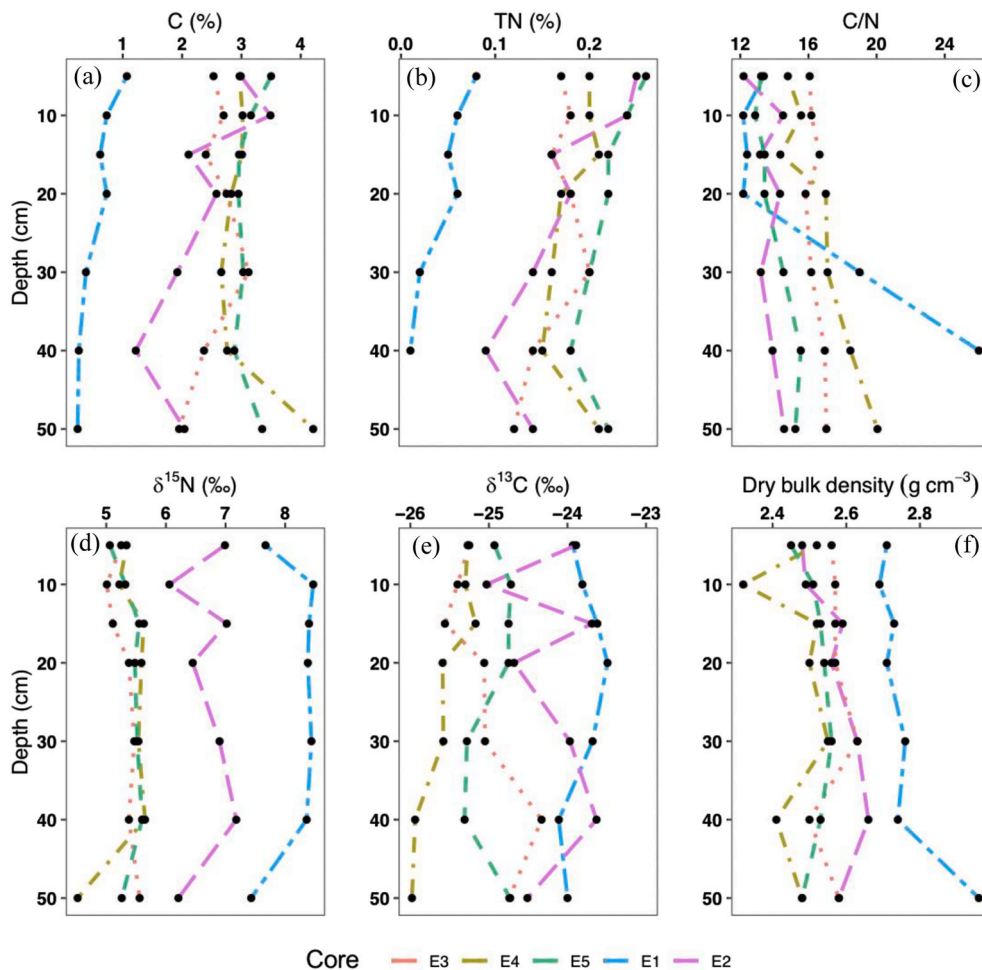 C (%)
TN (%)
C/N
1 2 3 4
0.0 0.1 0.2
12 16 20 24
(a)
(b)
(c)
Depth (cm)
10
20
30
40
50
δ¹⁵N (‰)
δ¹³C (‰)
Dry bulk density (g cm⁻³)
5 6 7 8
−26 −25 −24 −23
2.4 2.6 2.8
(d)
(e)
(f)
Depth (cm)
10
20
30
40
50
Core E3 E4 E5 E1 E2